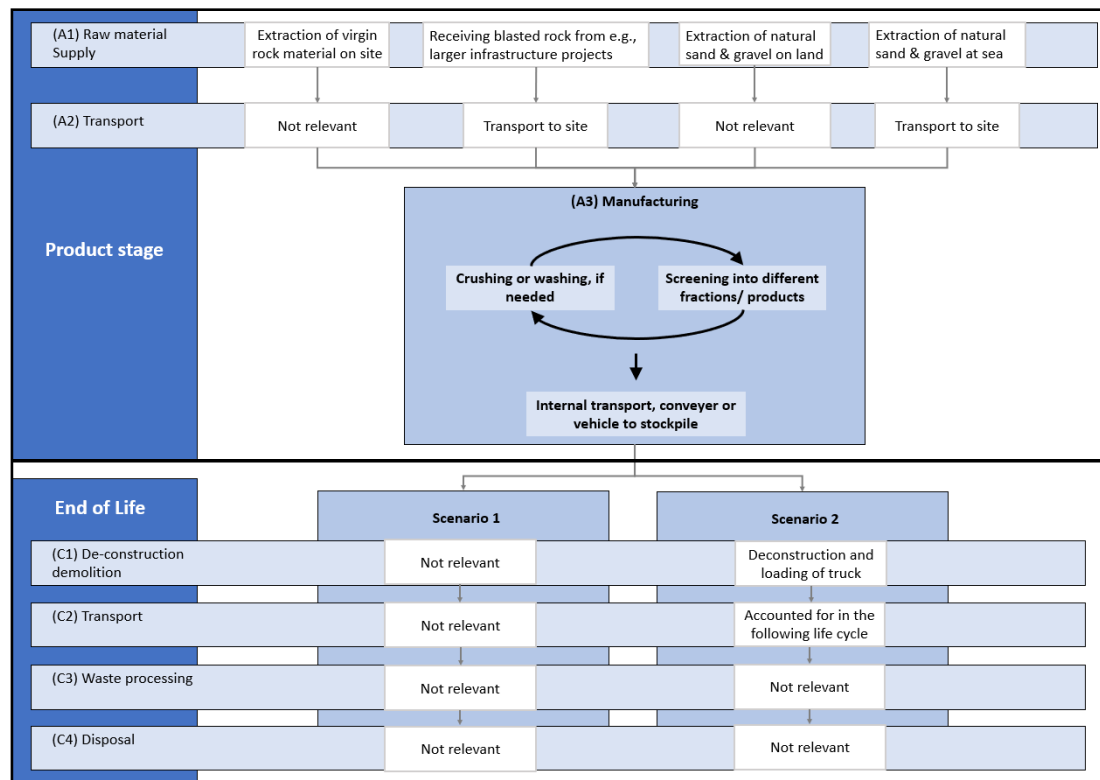 (A1) Raw material
Supply
Extraction of virgin
rock material on site
Receiving blasted rock from e.g.,
larger infrastructure projects
Extraction of natural
sand & gravel on land
Extraction of natural
sand & gravel at sea
(A2) Transport
Not relevant
Transport to site
Not relevant
Transport to site
Product stage
(A3) Manufacturing
Crushing or washing, if
needed
Screening into different
fractions/ products
Internal transport, conveyer or
vehicle to stockpile
End of Life
Scenario 1
Scenario 2
(C1) De-construction
demolition
Not relevant
Deconstruction and
loading of truck
(C2) Transport
Not relevant
Accounted for in the
following life cycle
(C3) Waste processing
Not relevant
Not relevant
(C4) Disposal
Not relevant
Not relevant